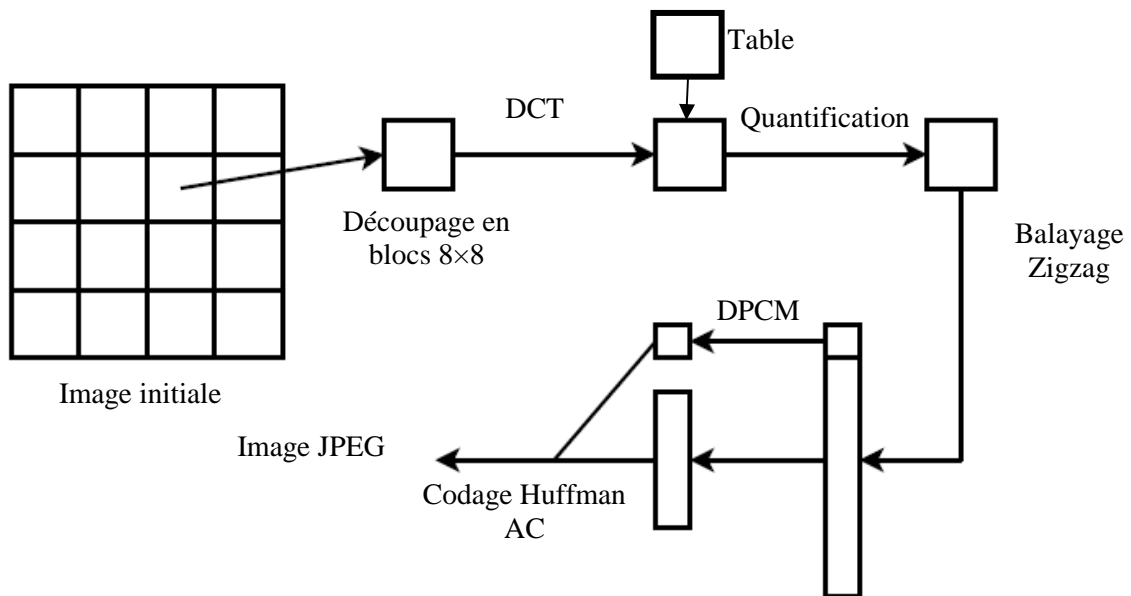 Table
DCT
Quantification
Découpage en
blocs 8×8
Balayage
Zigzag
DPCM
Image initiale
Image JPEG
Codage Huffman
AC